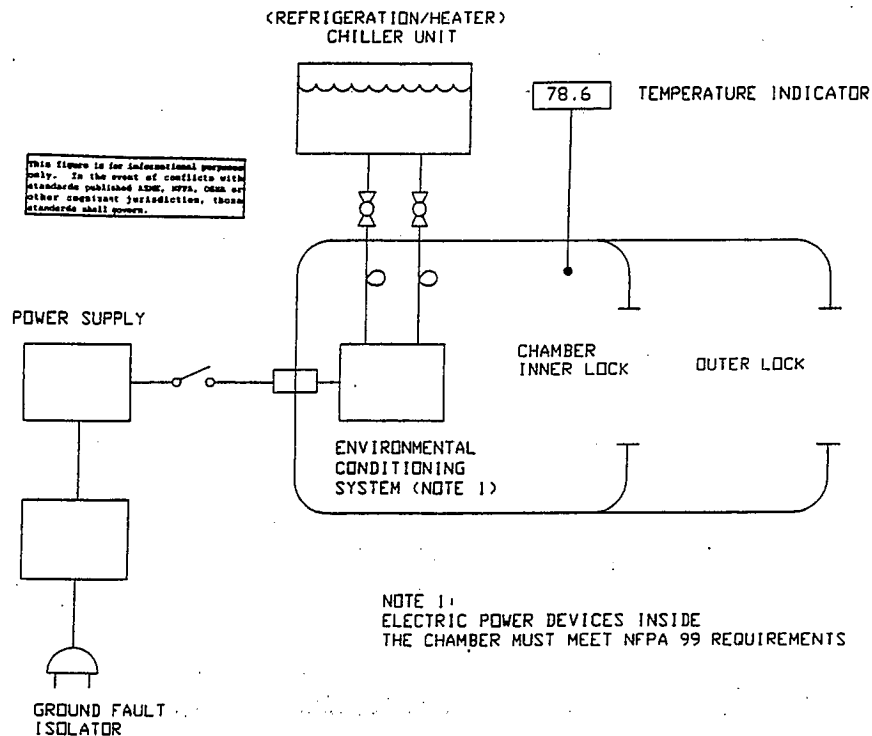 (REFRIGERATION/HEATER)
CHILLER UNIT
78.6
TEMPERATURE INDICATOR
This figure is for informational purposes
only. In the event of conflicts with
standards published ASME, NFPA, OSHA or
other cognizant jurisdiction, those
standards shall govern.
POWER SUPPLY
CHAMBER
INNER LOCK
OUTER LOCK
ENVIRONMENTAL
CONDITIONING
SYSTEM (NOTE 1)
NOTE 1:
ELECTRIC POWER DEVICES INSIDE
THE CHAMBER MUST MEET NFPA 99 REQUIREMENTS
GROUND FAULT
ISOLATOR